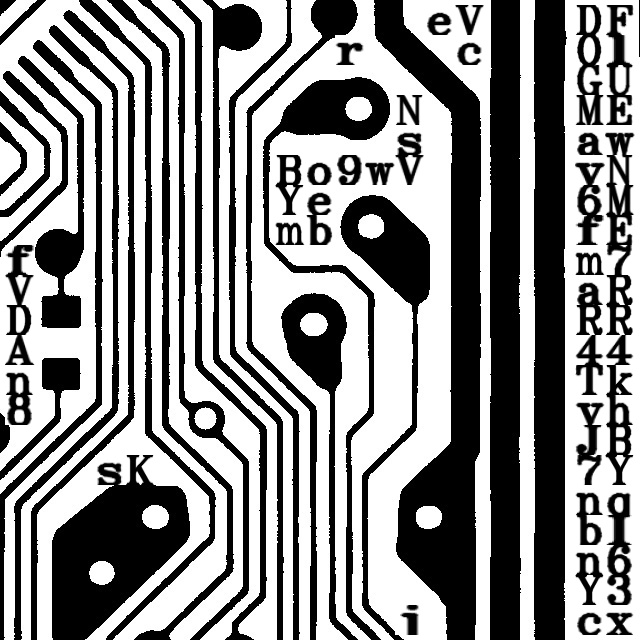 eV DF
r c Ol
GU
N ME
s aw
Bo9wV yN
Ye 6M
mb fE
f m7
V aR
D RR
A 44
n Tk
8 yh
JB
sK 7Y
nq
bI
n6
Y3
i cx